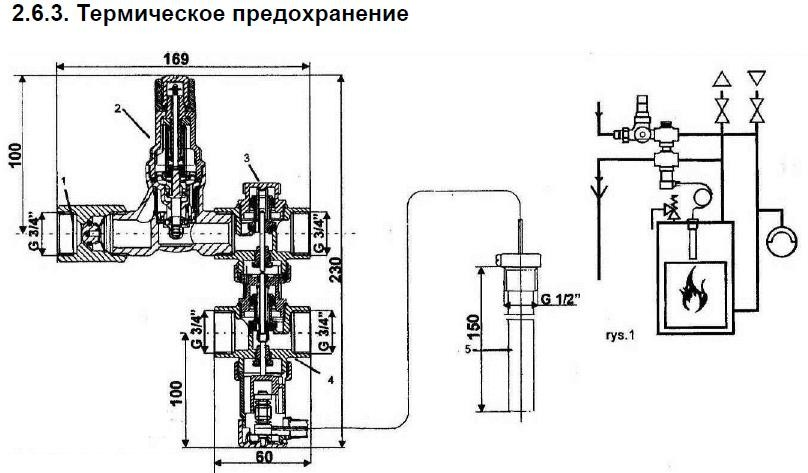 2.6.3. Термическое предохранение
169
2
100
3
1
G 3/4"
G 3/4"
230
G 1/2"
150
5
G 3/4"
G 3/4"
4
100
60
rys.1